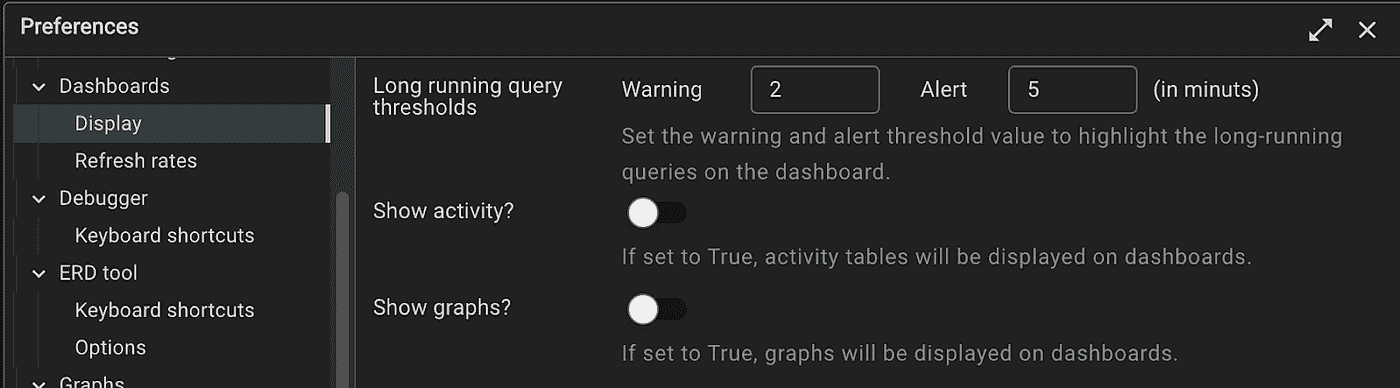 Preferences
Dashboards
Display
Refresh rates
Debugger
Keyboard shortcuts
ERD tool
Keyboard shortcuts
Options
Graphs
Long running query
thresholds
Warning 2 Alert 5 (in minuts)
Set the warning and alert threshold value to highlight the long-running
queries on the dashboard.
Show activity?
If set to True, activity tables will be displayed on dashboards.
Show graphs?
If set to True, graphs will be displayed on dashboards.